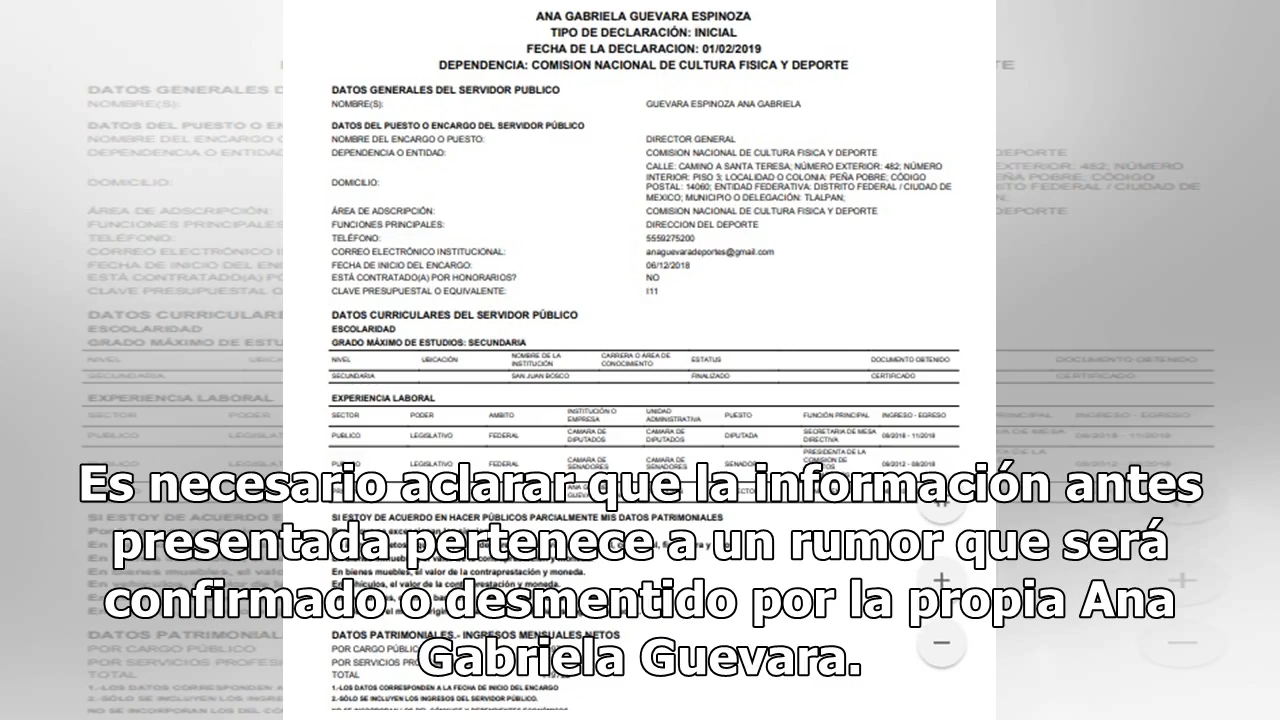 ANA GABRIELA GUEVARA ESPINOZA
TIPO DE DECLARACIÓN: INICIAL
FECHA DE LA DECLARACION: 01/02/2019
DEPENDENCIA: COMISION NACIONAL DE CULTURA FISICA Y DEPORTE
DATOS GENERALES DEL SERVIDOR PUBLICO
NOMBRE(S): GUEVARA ESPINOZA ANA GABRIELA
DATOS DEL PUESTO O ENCARGO DEL SERVIDOR PÚBLICO
NOMBRE DEL ENCARGO O PUESTO: DIRECTOR GENERAL
DEPENDENCIA O ENTIDAD: COMISION NACIONAL DE CULTURA FISICA Y DEPORTE
DOMICILIO: CALLE: CAMINO A SANTA TERESA; NÚMERO EXTERIOR: 482; NÚMERO
INTERIOR: PISO 3; LOCALIDAD O COLONIA: PEÑA POBRE; CÓDIGO
POSTAL: 14060; ENTIDAD FEDERATIVA: DISTRITO FEDERAL / CIUDAD DE
MEXICO; MUNICIPIO O DELEGACIÓN: TLALPAN;
ÁREA DE ADSCRIPCIÓN: COMISION NACIONAL DE CULTURA FISICA Y DEPORTE
FUNCIONES PRINCIPALES: DIRECCION DEL DEPORTE
TELÉFONO: 5559275200
CORREO ELECTRÓNICO INSTITUCIONAL: anaguevaradeportes@gmail.com
FECHA DE INICIO DEL ENCARGO: 06/12/2018
ESTÁ CONTRATADO(A) POR HONORARIOS? NO
CLAVE PRESUPUESTAL O EQUIVALENTE: I11
DATOS CURRICULARES DEL SERVIDOR PÚBLICO
ESCOLARIDAD
GRADO MÁXIMO DE ESTUDIOS: SECUNDARIA
NIVEL UBICACIÓN NOMBRE DE LA INSTITUCIÓN CARRERA O ÁREA DE CONOCIMIENTO ESTATUS DOCUMENTO OBTENIDO
SECUNDARIA SAN JUAN BOSCO FINALIZADO CERTIFICADO
EXPERIENCIA LABORAL
SECTOR PODER AMBITO INSTITUCIÓN O EMPRESA UNIDAD ADMINISTRATIVA PUESTO FUNCIÓN PRINCIPAL INGRESO - EGRESO
PUBLICO LEGISLATIVO FEDERAL CAMARA DE DIPUTADOS CAMARA DE DIPUTADOS DIPUTADA SECRETARIA DE MESA DIRECTIVA 09/2018 - 11/2018
PUBLICO LEGISLATIVO FEDERAL CAMARA DE SENADORES CAMARA DE SENADORES PRESIDENTA DE LA COMISION DE 09/2012 - 08/2018
Es necesario aclarar que la información antes
presentada pertenece a un rumor que será
confirmado o desmentido por la propia Ana
Gabriela Guevara.
SI ESTOY DE ACUERDO EN HACER PÚBLICOS PARCIALMENTE MIS DATOS PATRIMONIALES
En bienes muebles, el valor de la contraprestación y moneda.
DATOS PATRIMONIALES.- INGRESOS MENSUALES NETOS
POR CARGO
POR SERVICIOS
TOTAL
1.-LOS DATOS CORRESPONDEN A LA FECHA DE INICIO DEL ENCARGO
2.-SÓLO SE INCLUYEN LOS INGRESOS DEL SERVIDOR PÚBLICO.